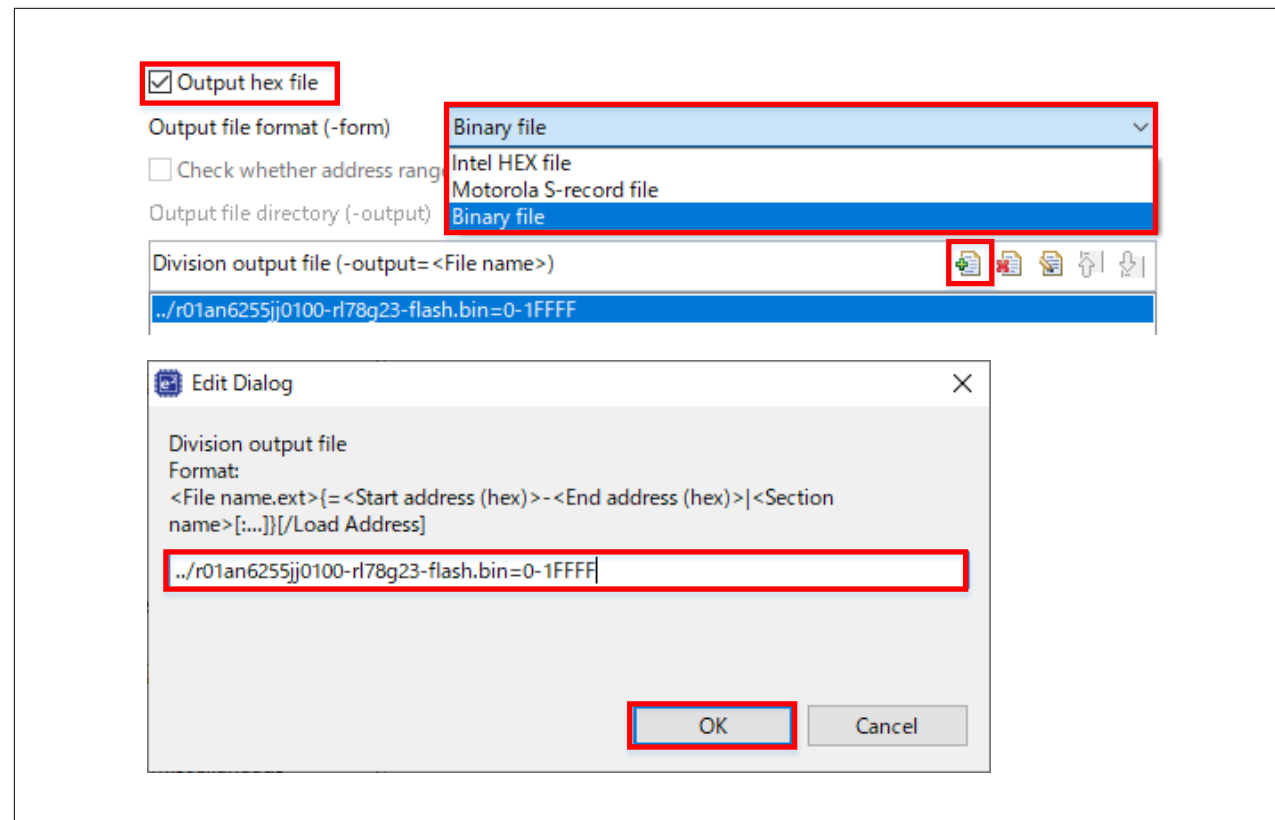 Output hex file
Output file format (-form)
Binary file
Check whether address rang
Intel HEX file
Motorola S-record file
Output file directory (-output)
Binary file
Division output file (-output=<File name>)
../r01an6255jj0100-rl78g23-flash.bin=0-1FFFF
Edit Dialog
Division output file
Format:
<File name.ext>{=<Start address (hex)>-<End address (hex)>|<Section
name>[:...]}[/Load Address]
../r01an6255jj0100-rl78g23-flash.bin=0-1FFFF
OK
Cancel